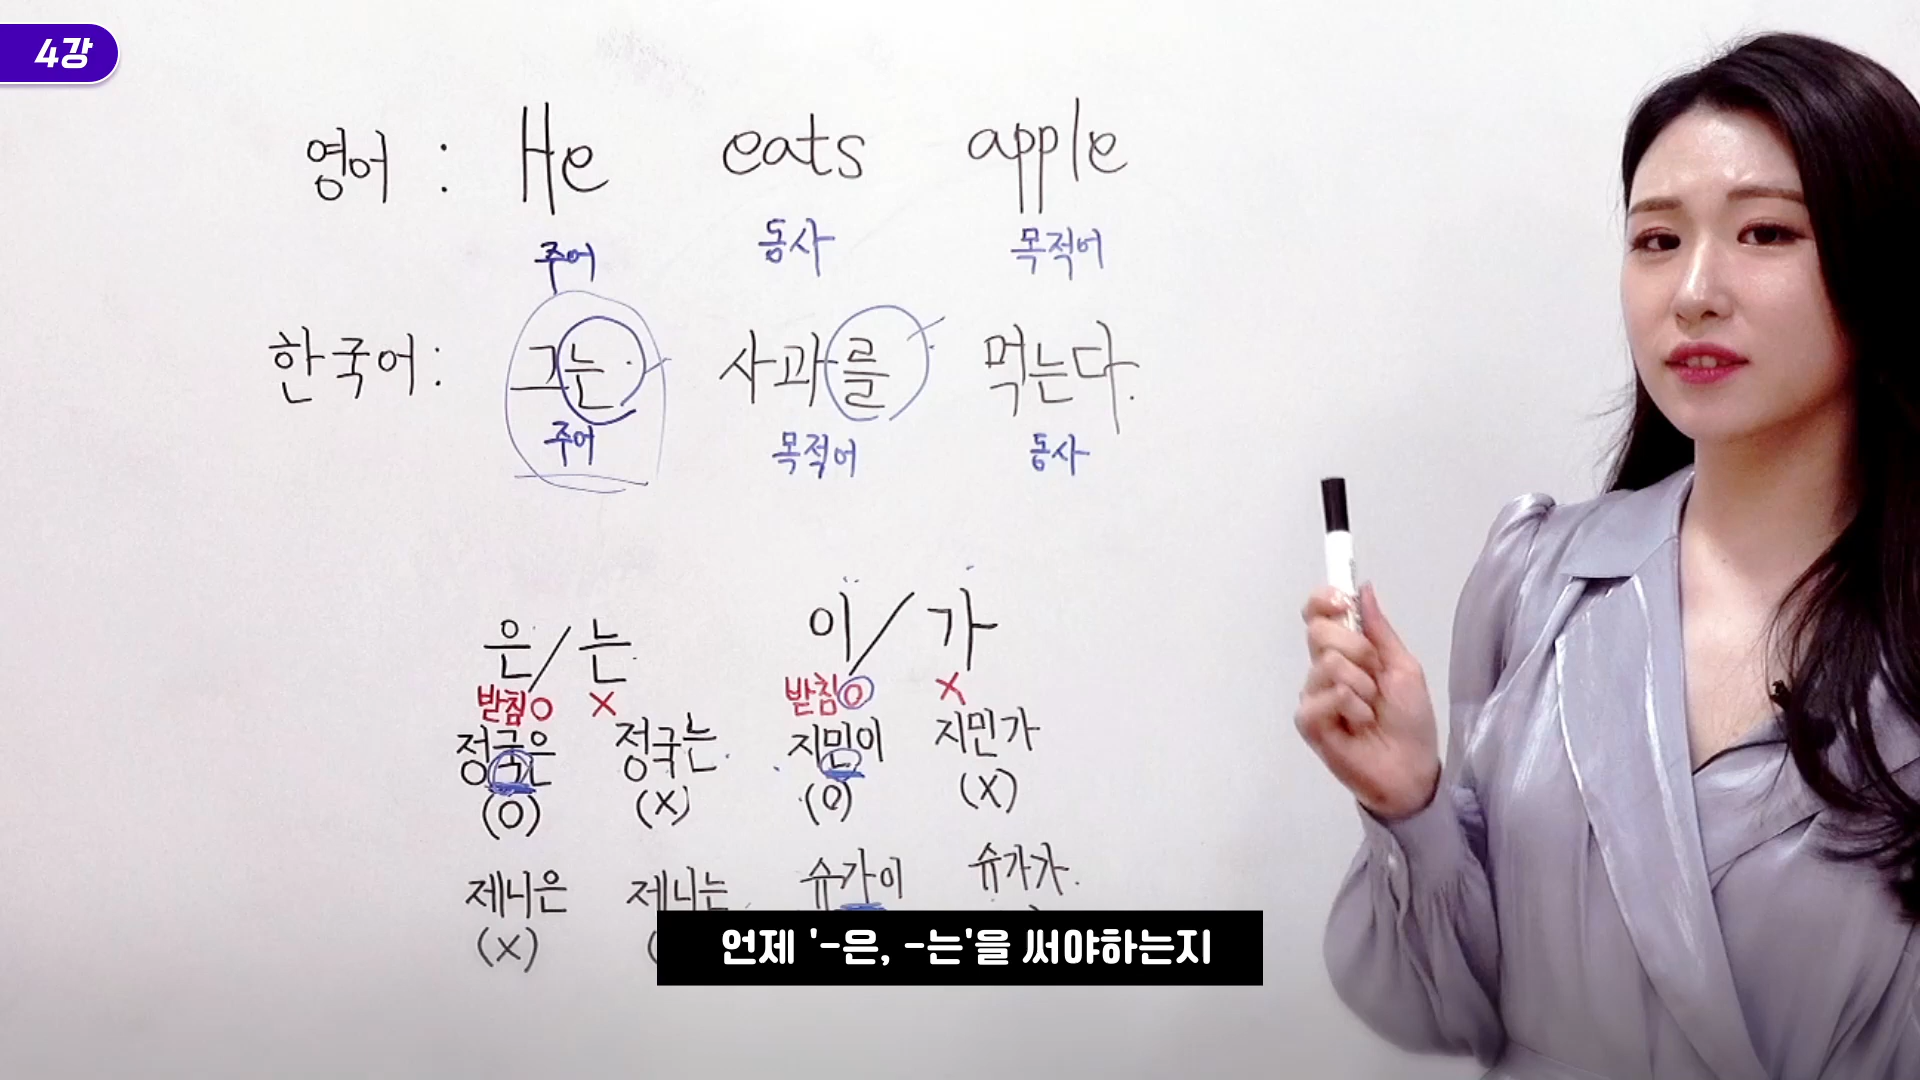 4강
영어 : He eats apple
주어 동사 목적어
한국어: 그는 사과를 먹는다.
주어 목적어 동사
은/는 이/가
받침O X 받침O X
정국은 정국는. 지민이 지민가
(O) (X) (O) (X)
제니은 제니는 슈가이 슈가가.
(X)
언제 '-은, -는'을 써야하는지